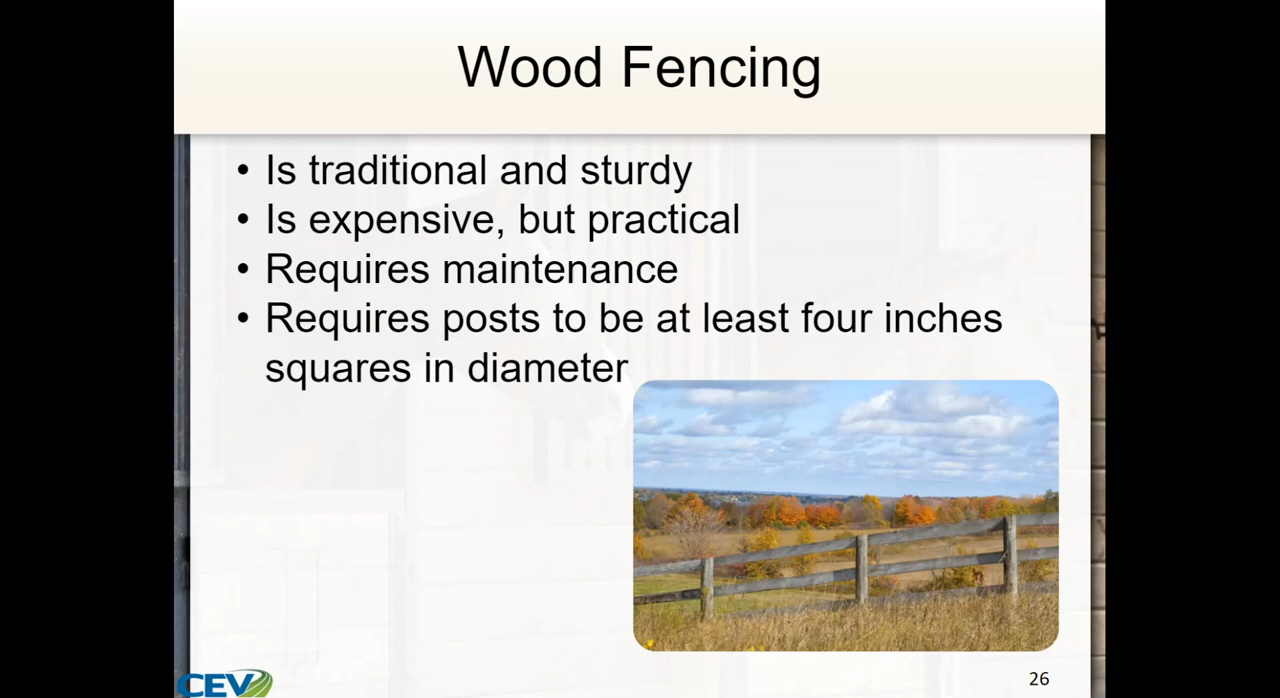 Wood Fencing
• Is traditional and sturdy
• Is expensive, but practical
• Requires maintenance
• Requires posts to be at least four inches
squares in diameter
CEV
26